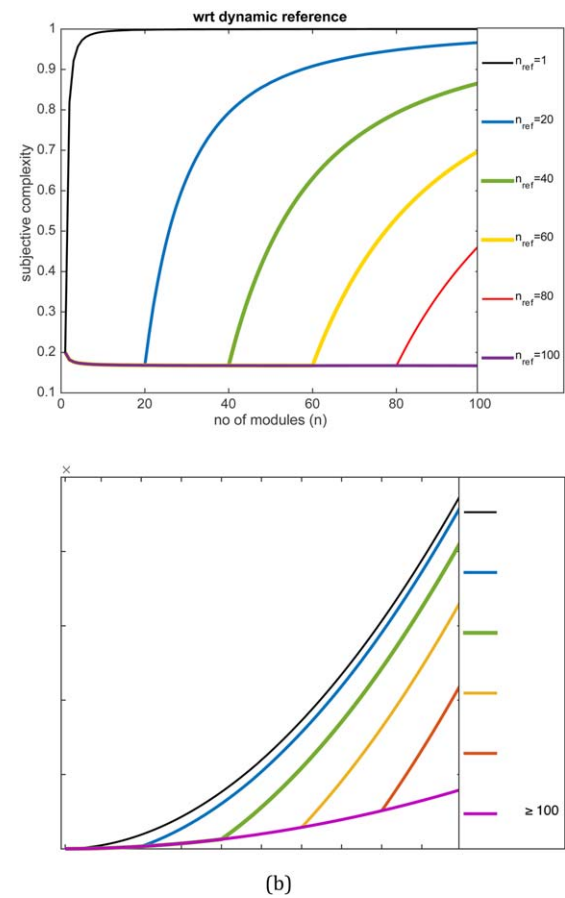 wrt dynamic reference
1
0.9
0.8
0.7
0.6
0.5
0.4
0.3
0.2
0.1
subjective complexity
0 20 40 60 80 100
no of modules (n)
n_ref=1
n_ref=20
n_ref=40
n_ref=60
n_ref=80
n_ref=100
×
≥ 100
(b)